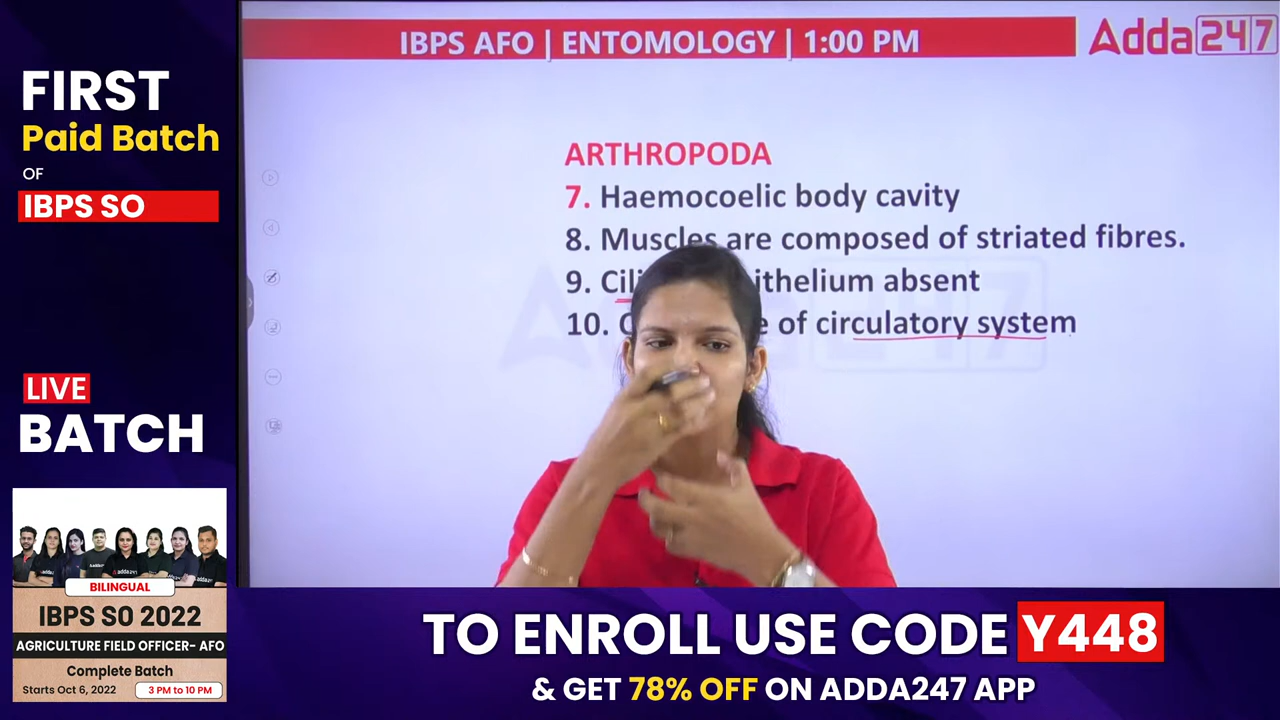 FIRST
Paid Batch
OF
IBPS SO
LIVE
BATCH
BILINGUAL
IBPS SO 2022
AGRICULTURE FIELD OFFICER- AFO
Complete Batch
Starts Oct 6, 2022 3 PM to 10 PM
IBPS AFO | ENTOMOLOGY | 1:00 PM
Adda247
ARTHROPODA
7. Haemocoelic body cavity
8. Muscles are composed of striated fibres.
9. absent
10. of circulatory system
TO ENROLL USE CODE Y448
& GET 78% OFF ON ADDA247 APP